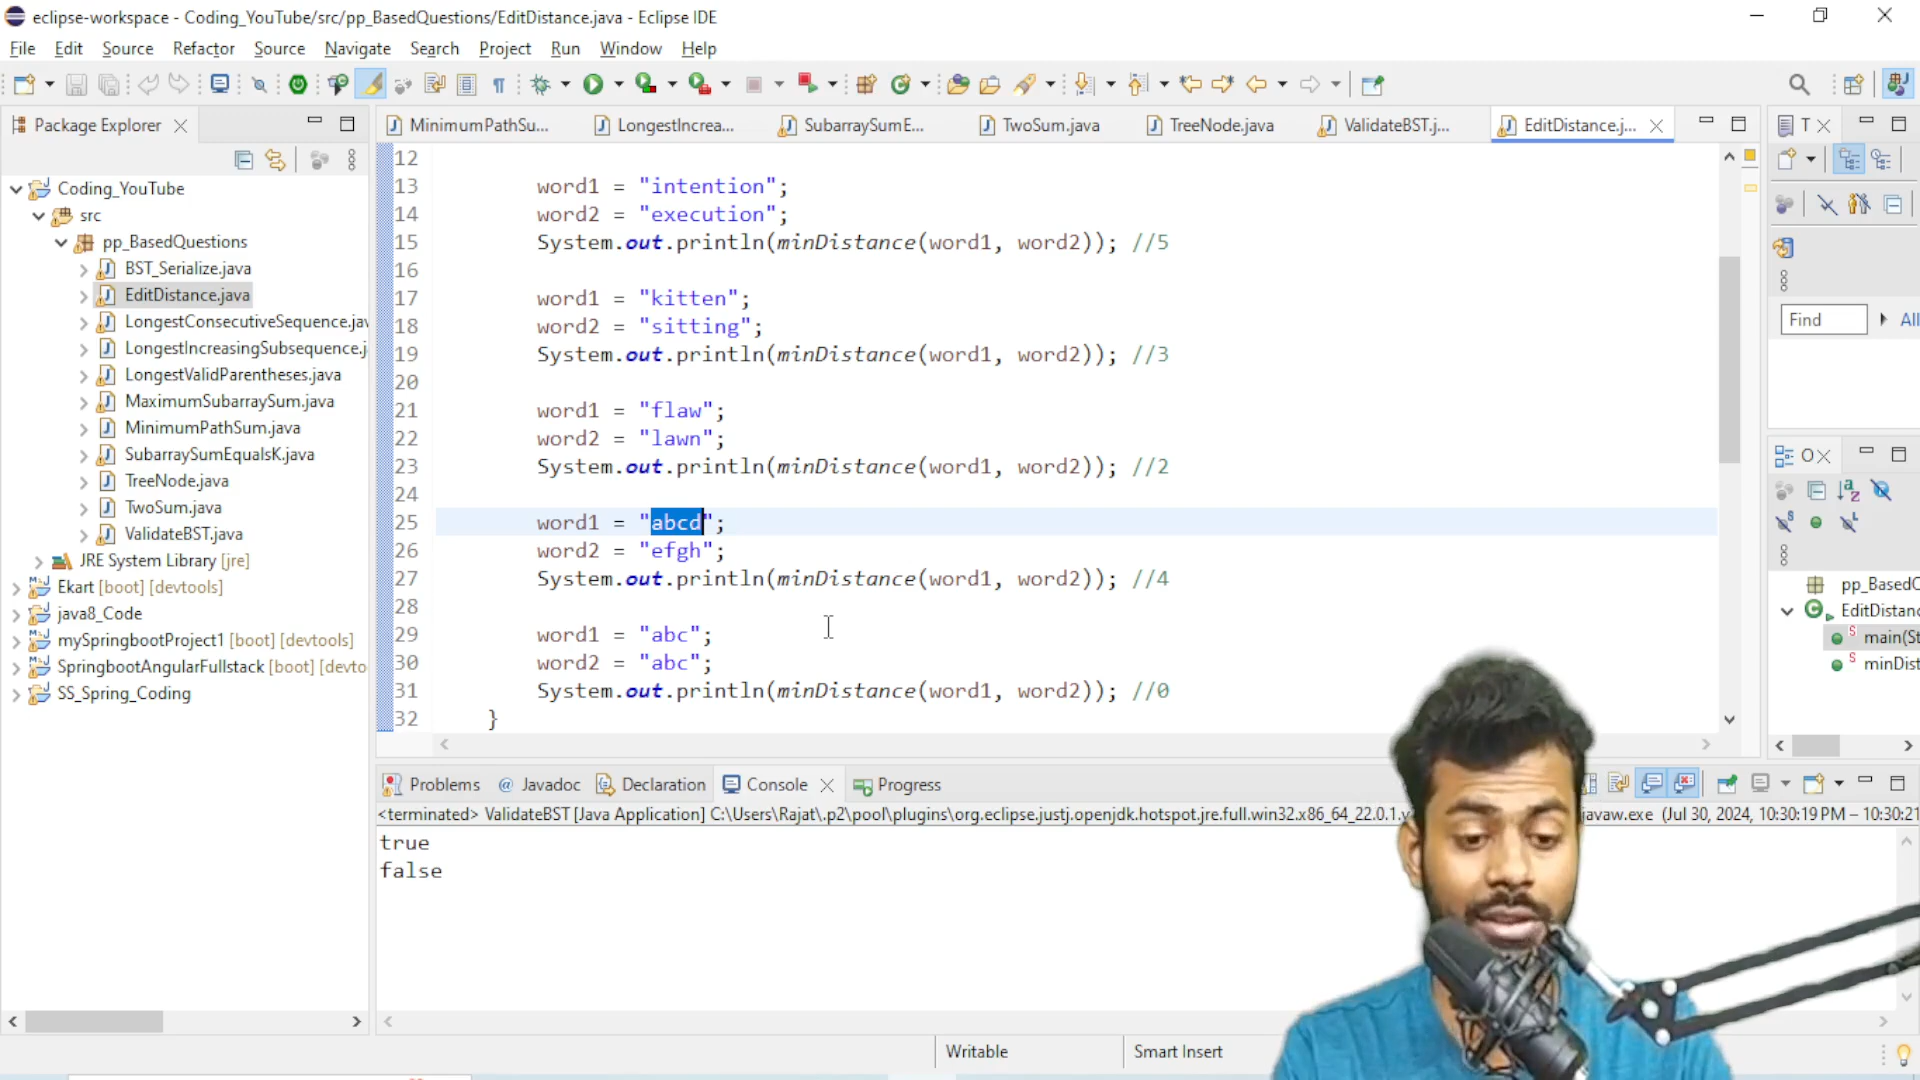 eclipse-workspace - Coding_YouTube/src/pp_BasedQuestions/EditDistance.java - Eclipse IDE
File Edit Source Refactor Source Navigate Search Project Run Window Help
Package Explorer
MinimumPathSu...
LongestIncrea...
SubarraySumE...
TwoSum.java
TreeNode.java
ValidateBST.j...
EditDistance.j...
T
Coding_YouTube
src
pp_BasedQuestions
BST_Serialize.java
EditDistance.java
LongestConsecutiveSequence.jav
LongestIncreasingSubsequence.j
LongestValidParentheses.java
MaximumSubarraySum.java
MinimumPathSum.java
SubarraySumEqualsK.java
TreeNode.java
TwoSum.java
ValidateBST.java
JRE System Library [jre]
Ekart [boot] [devtools]
java8_Code
mySpringbootProject1 [boot] [devtools]
SpringbootAngularFullstack [boot] [devto
SS_Spring_Coding
12
13 word1 = "intention";
14 word2 = "execution";
15 System.out.println(minDistance(word1, word2)); //5
16
17 word1 = "kitten";
18 word2 = "sitting";
19 System.out.println(minDistance(word1, word2)); //3
20
21 word1 = "flaw";
22 word2 = "lawn";
23 System.out.println(minDistance(word1, word2)); //2
24
25 word1 = "abcd";
26 word2 = "efgh";
27 System.out.println(minDistance(word1, word2)); //4
28
29 word1 = "abc";
30 word2 = "abc";
31 System.out.println(minDistance(word1, word2)); //0
32 }
Find
All
O
pp_BasedQ
EditDistanc
main(St
minDist
Problems
Javadoc
Declaration
Console
Progress
<terminated> ValidateBST [Java Application] C:\Users\Rajat\.p2\pool\plugins\org.eclipse.justj.openjdk.hotspot.jre.full.win32.x86_64_22.0.1.v javaw.exe (Jul 30, 2024, 10:30:19 PM – 10:30:21
true
false
Writable
Smart Insert